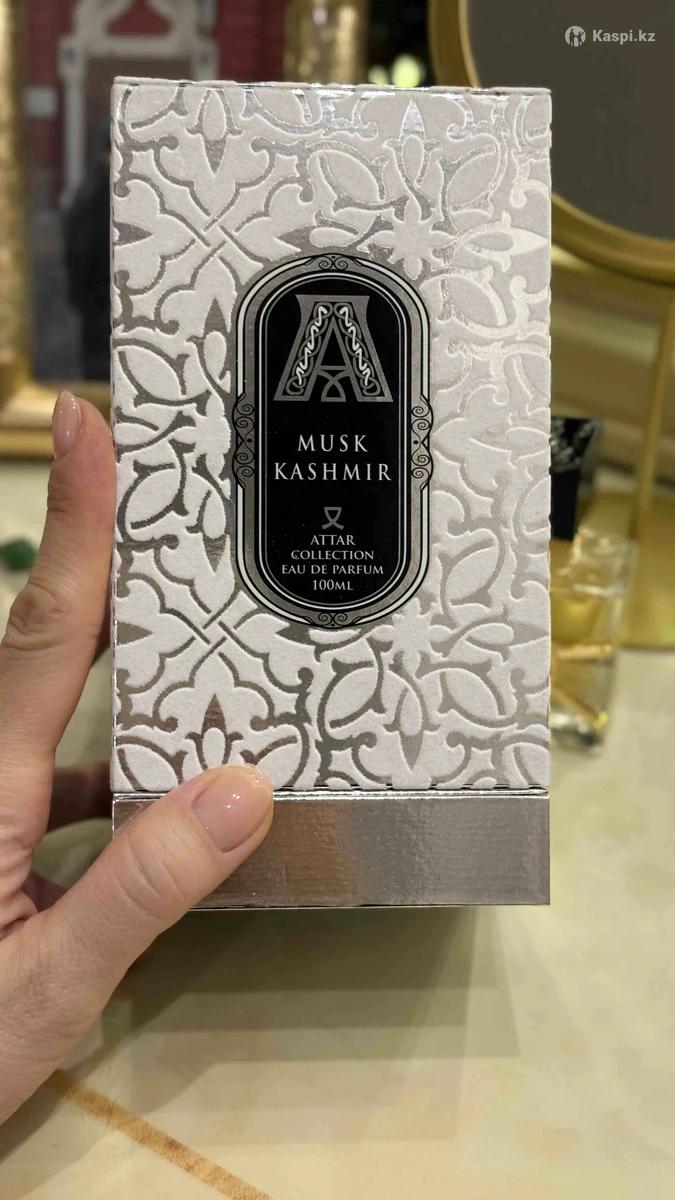 Kaspi.kz
A
MUSK
KASHMIR
ATTAR
COLLECTION
EAU DE PARFUM
100ML